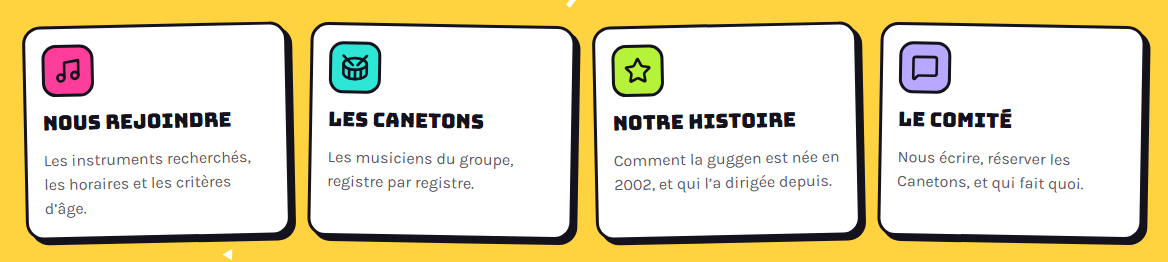 NOUS REJOINDRE
Les instruments recherchés,
les horaires et les critères
d'âge.
LES CANETONS
Les musiciens du groupe,
registre par registre.
NOTRE HISTOIRE
Comment la guggen est née en
2002, et qui l'a dirigée depuis.
LE COMITÉ
Nous écrire, réserver les
Canetons, et qui fait quoi.